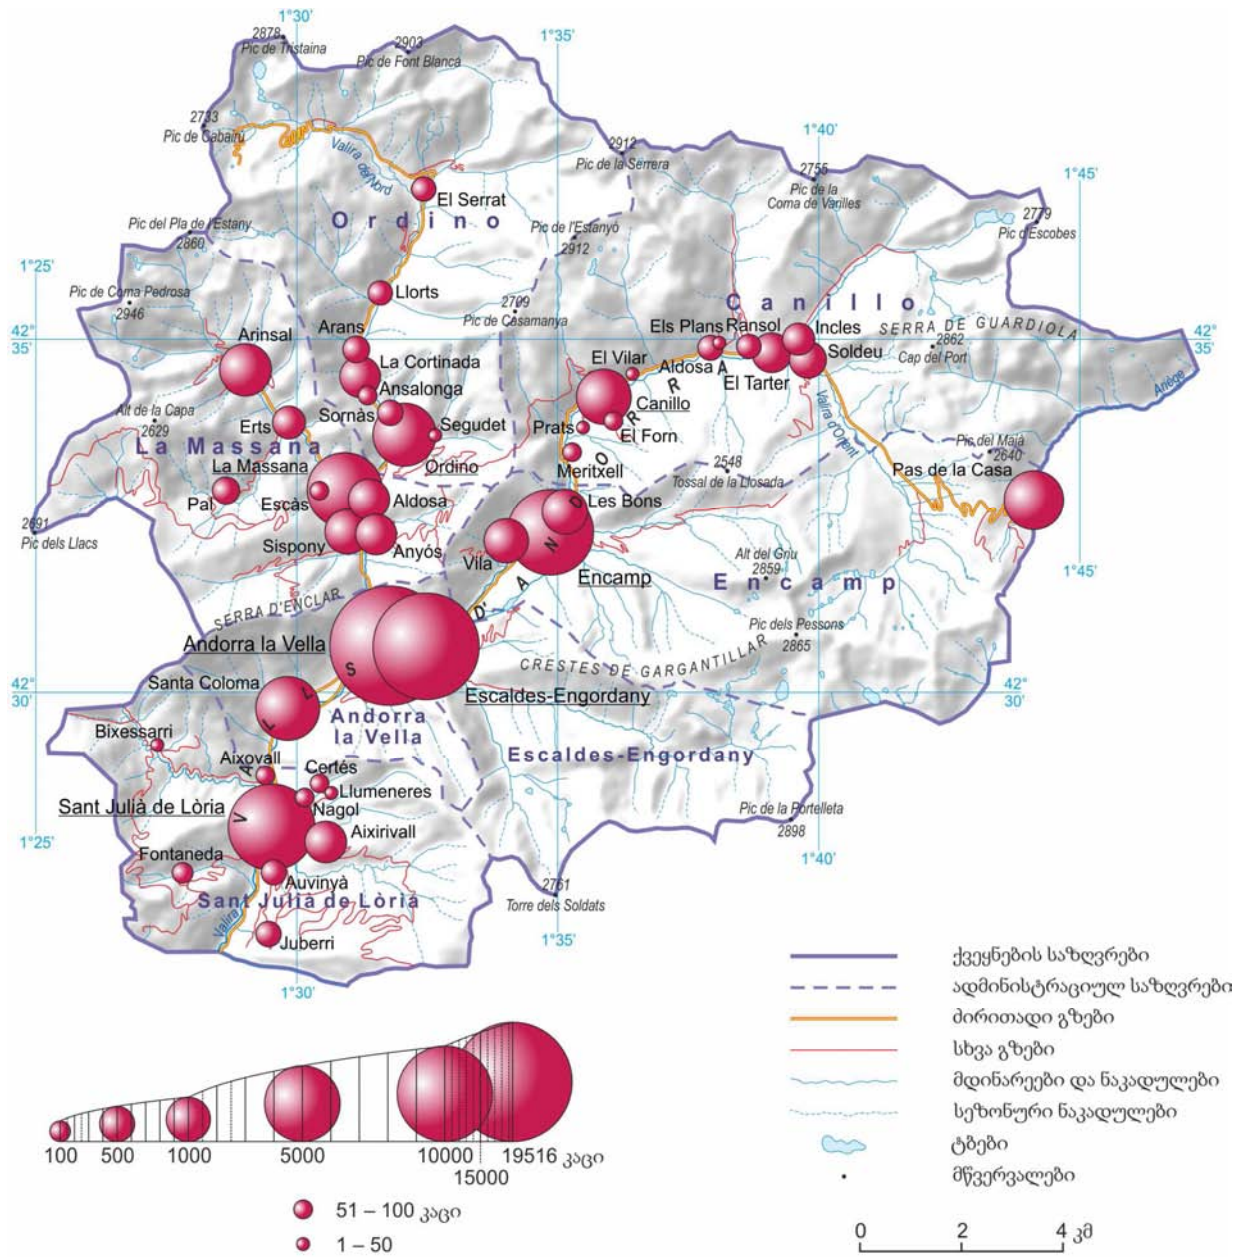 1°30'
1°35'
2878
Pic de Tristaina
2903
Pic de Font Blanca
2733
Pic de Cabairu
Valira del Nord
2912
Pic de la Serrera
1°40'
2755
Pic de la
Coma de Varilles
1°45'
El Serrat
Ordino
Pic del Pla de l'Estany
2860
Pic de l'Estanyó
2912
2779
Pic d'Escobes
1°25'
42°
35'
Pic de Coma Pedrosa
2946
Llorts
2709
Pic de Casamanya
Canillo
SERRA DE GUARDIOLA
2862
Cap del Port
42°
35'
Ariège
Arinsal
Arans
La Cortinada
Ansalonga
Els Plans
Ransol
Incles
Soldeu
El Tarter
Aldosa
El Vilar
Canillo
Prats
El Forn
Meritxell
Valira d'Orient
Alt de la Capa
2629
Erts
Sornàs
Segudet
Ordino
La Massana
La Massana
Pal
Escàs
Aldosa
Sispony
Anyós
2548
Tossal de la Llosada
Pic del Maià
2640
Pas de la Casa
2691
Pic dels Llacs
Les Bons
Vila
Encamp
Alt del Griu
2859
Encamp
1°45'
SERRA D'ENCLAR
Pic dels Pessons
2865
VALLS D'ANDORRA
Andorra la Vella
Escaldes-Engordany
CRESTES DE GARGANTILLAR
42°
30'
42°
30'
Santa Coloma
Andorra
la Vella
Escaldes-Engordany
Bixessarri
Aixovall
Certés
Llumeneres
Nagol
Sant Julià de Lòria
Aixirivall
Pic de la Portelleta
2898
1°25'
1°40'
Fontaneda
Auvinyà
Sant Julià de Lòria
Valira
Juberri
2761
Torre dels Soldats
1°35'
1°30'
ქვეყნების საზღვრები
ადმინისტრაციულ საზღვრები
ძირითადი გზები
სხვა გზები
მდინარეები და ნაკადულები
სეზონური ნაკადულები
ტბები
მწვერვალები
100 500 1000 5000 10000 19516 კაცი
15000
51 – 100 კაცი
1 – 50
0 2 4 კმ